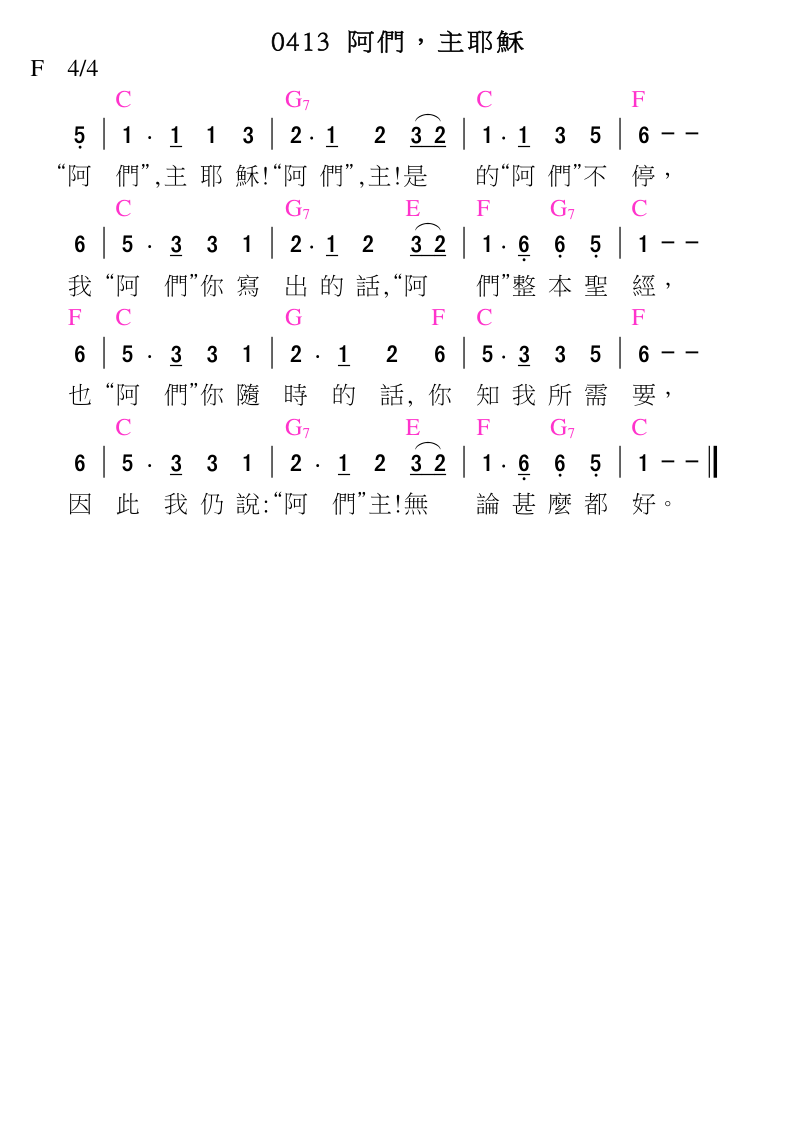 0413 阿們，主耶穌
F 4/4
C G7 C F
5 | 1 · 1 1 3 | 2 · 1 2 3 2 | 1 · 1 3 5 | 6 - -
“阿 們”,主 耶 穌!“阿 們”,主!是 的“阿 們”不 停，
C G7 E F G7 C
6 | 5 · 3 3 1 | 2 · 1 2 3 2 | 1 · 6 6 5 | 1 - -
我 “阿 們”你 寫 出 的 話,“阿 們”整 本 聖 經，
F C G F C F
6 | 5 · 3 3 1 | 2 · 1 2 6 | 5 · 3 3 5 | 6 - -
也 “阿 們”你 隨 時 的 話, 你 知 我 所 需 要，
C G7 E F G7 C
6 | 5 · 3 3 1 | 2 · 1 2 3 2 | 1 · 6 6 5 | 1 - - ||
因 此 我 仍 說:“阿 們”主!無 論 甚 麼 都 好。